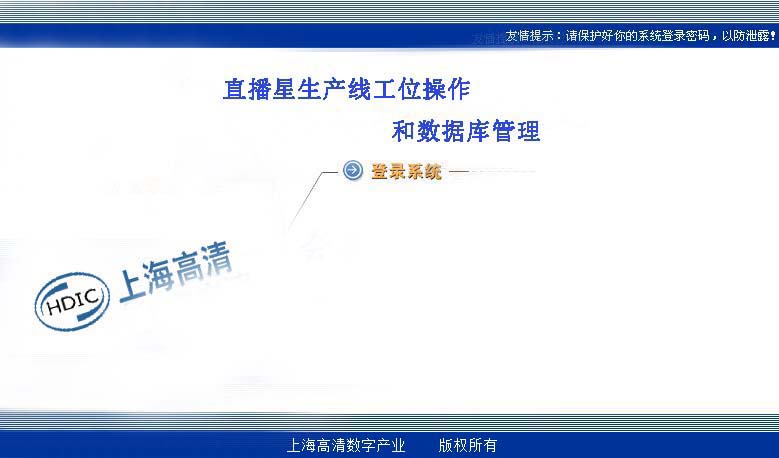 友情提示：请保护好你的系统登录密码，以防泄露！
直播星生产线工位操作
和数据库管理
登录系统
上海高清
HDIC
上海高清数字产业 版权所有